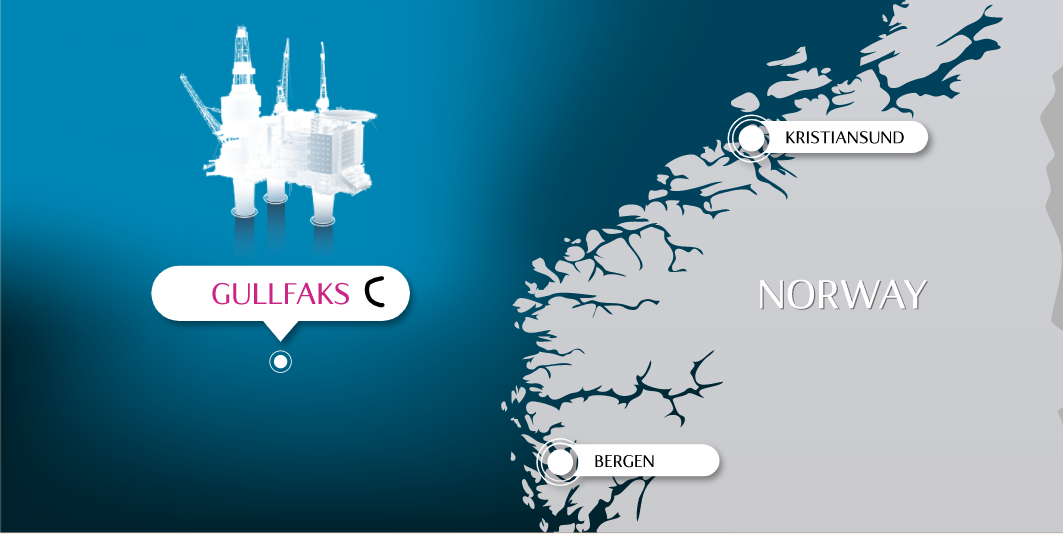 KRISTIANSUND
GULLFAKS C
NORWAY
BERGEN